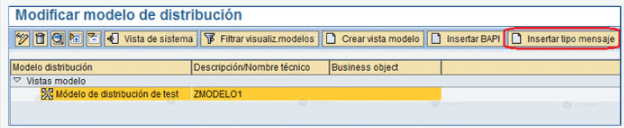 Modificar modelo de distribución
Vista de sistema Filtrar visualiz.modelos Crear vista modelo Insertar BAPI Insertar tipo mensaje
Modelo distribución Descripción/Nombre técnico Business object
Vistas modelo
Módelo de distribución de test ZMODELO1